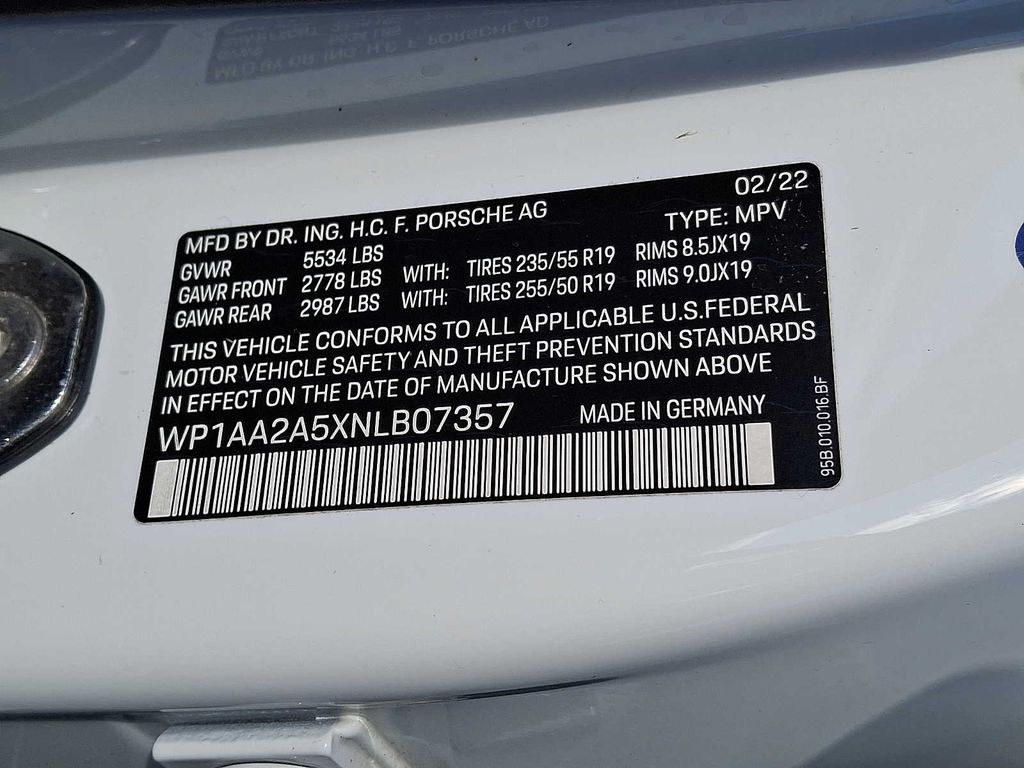 02/22
MFD BY DR. ING. H.C. F. PORSCHE AG
TYPE: MPV
GVWR 5534 LBS
GAWR FRONT 2778 LBS WITH: TIRES 235/55 R19 RIMS 8.5JX19
GAWR REAR 2987 LBS WITH: TIRES 255/50 R19 RIMS 9.0JX19
THIS VEHICLE CONFORMS TO ALL APPLICABLE U.S.FEDERAL
MOTOR VEHICLE SAFETY AND THEFT PREVENTION STANDARDS
IN EFFECT ON THE DATE OF MANUFACTURE SHOWN ABOVE
WP1AA2A5XNLB07357 MADE IN GERMANY
95B.010.016.BF